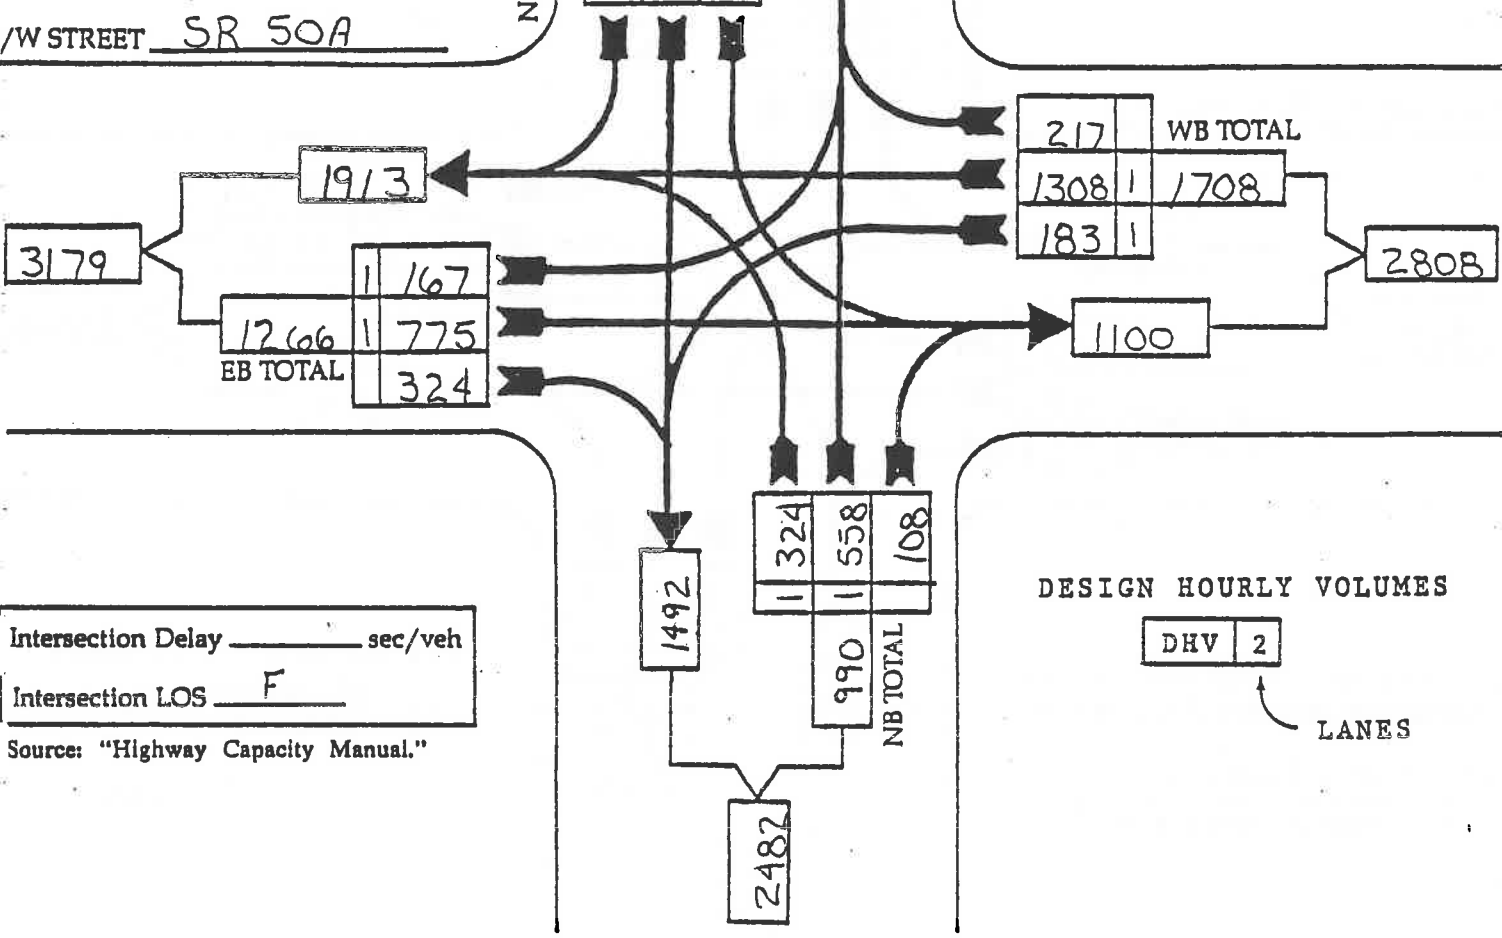 /W STREET SR 50A
N
217 WB TOTAL
1913
1308 1 1708
183 1
3179
2808
1 167
1266 1 775
1100
EB TOTAL
324
1 324
1 558
108
1492
990
NB TOTAL
DESIGN HOURLY VOLUMES
DHV 2
LANES
Intersection Delay sec/veh
Intersection LOS F
Source: “Highway Capacity Manual.”
2482